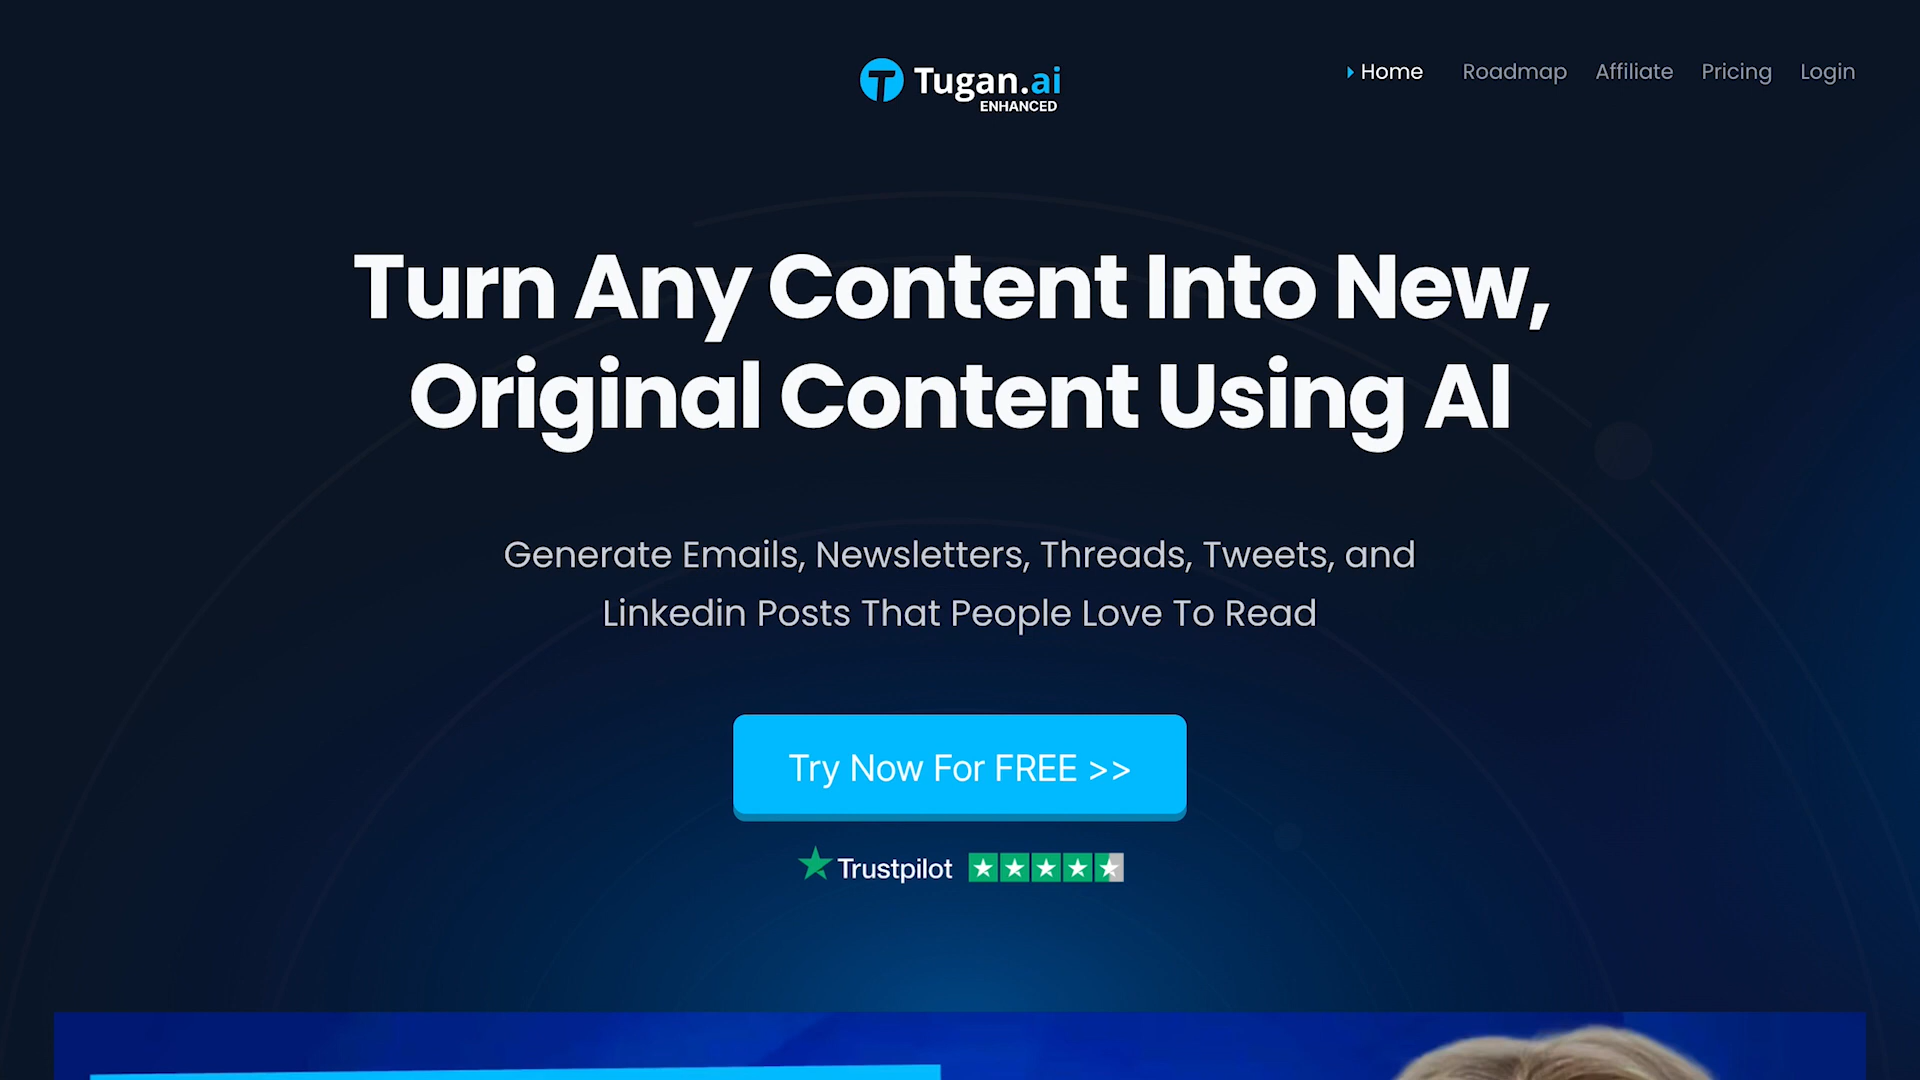 Tugan.ai
ENHANCED
Home Roadmap Affiliate Pricing Login
Turn Any Content Into New,
Original Content Using AI
Generate Emails, Newsletters, Threads, Tweets, and
Linkedin Posts That People Love To Read
Try Now For FREE >>
Trustpilot